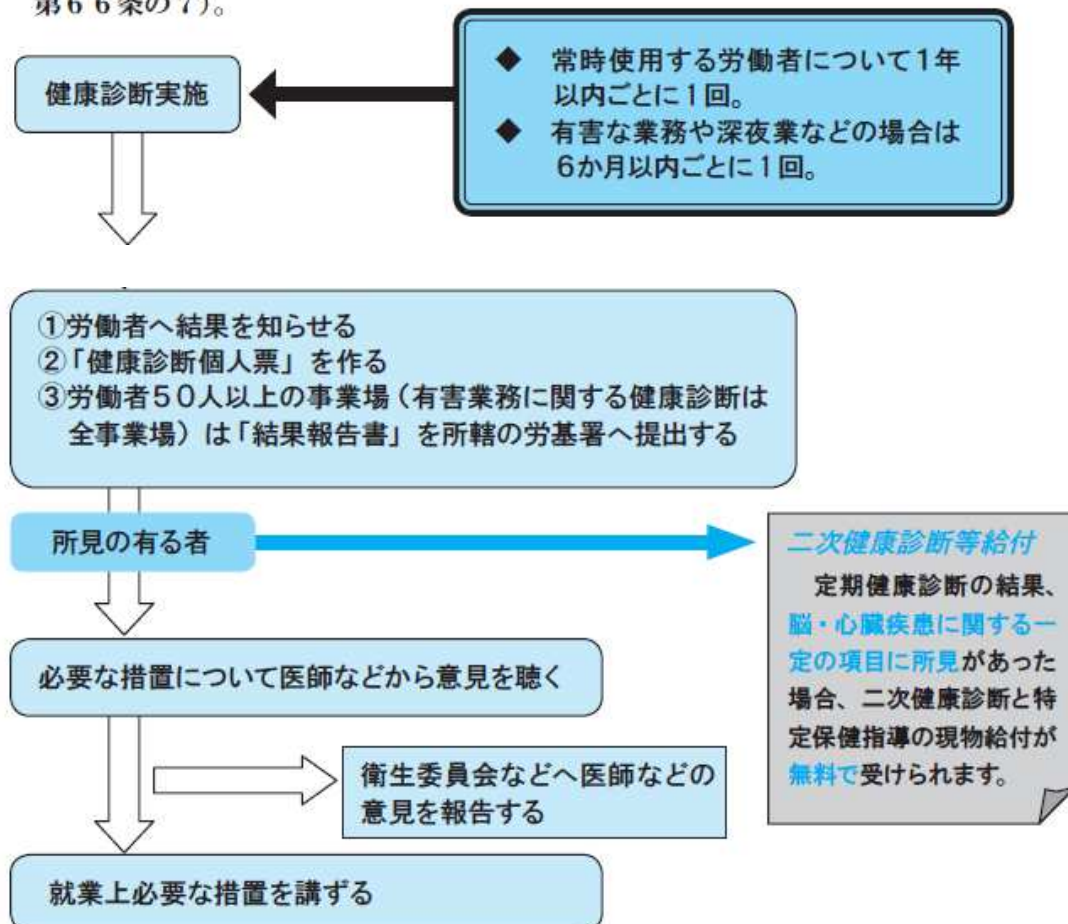 第66条の7)。
健康診断実施
◆ 常時使用する労働者について1年
以内ごとに1回。
◆ 有害な業務や深夜業などの場合は
6か月以内ごとに1回。
①労働者へ結果を知らせる
②「健康診断個人票」を作る
③労働者50人以上の事業場(有害業務に関する健康診断は
全事業場)は「結果報告書」を所轄の労基署へ提出する
所見の有る者
二次健康診断等給付
定期健康診断の結果、
脳・心臓疾患に関する一
定の項目に所見があった
場合、二次健康診断と特
定保健指導の現物給付が
無料で受けられます。
必要な措置について医師などから意見を聴く
衛生委員会などへ医師などの
意見を報告する
就業上必要な措置を講ずる